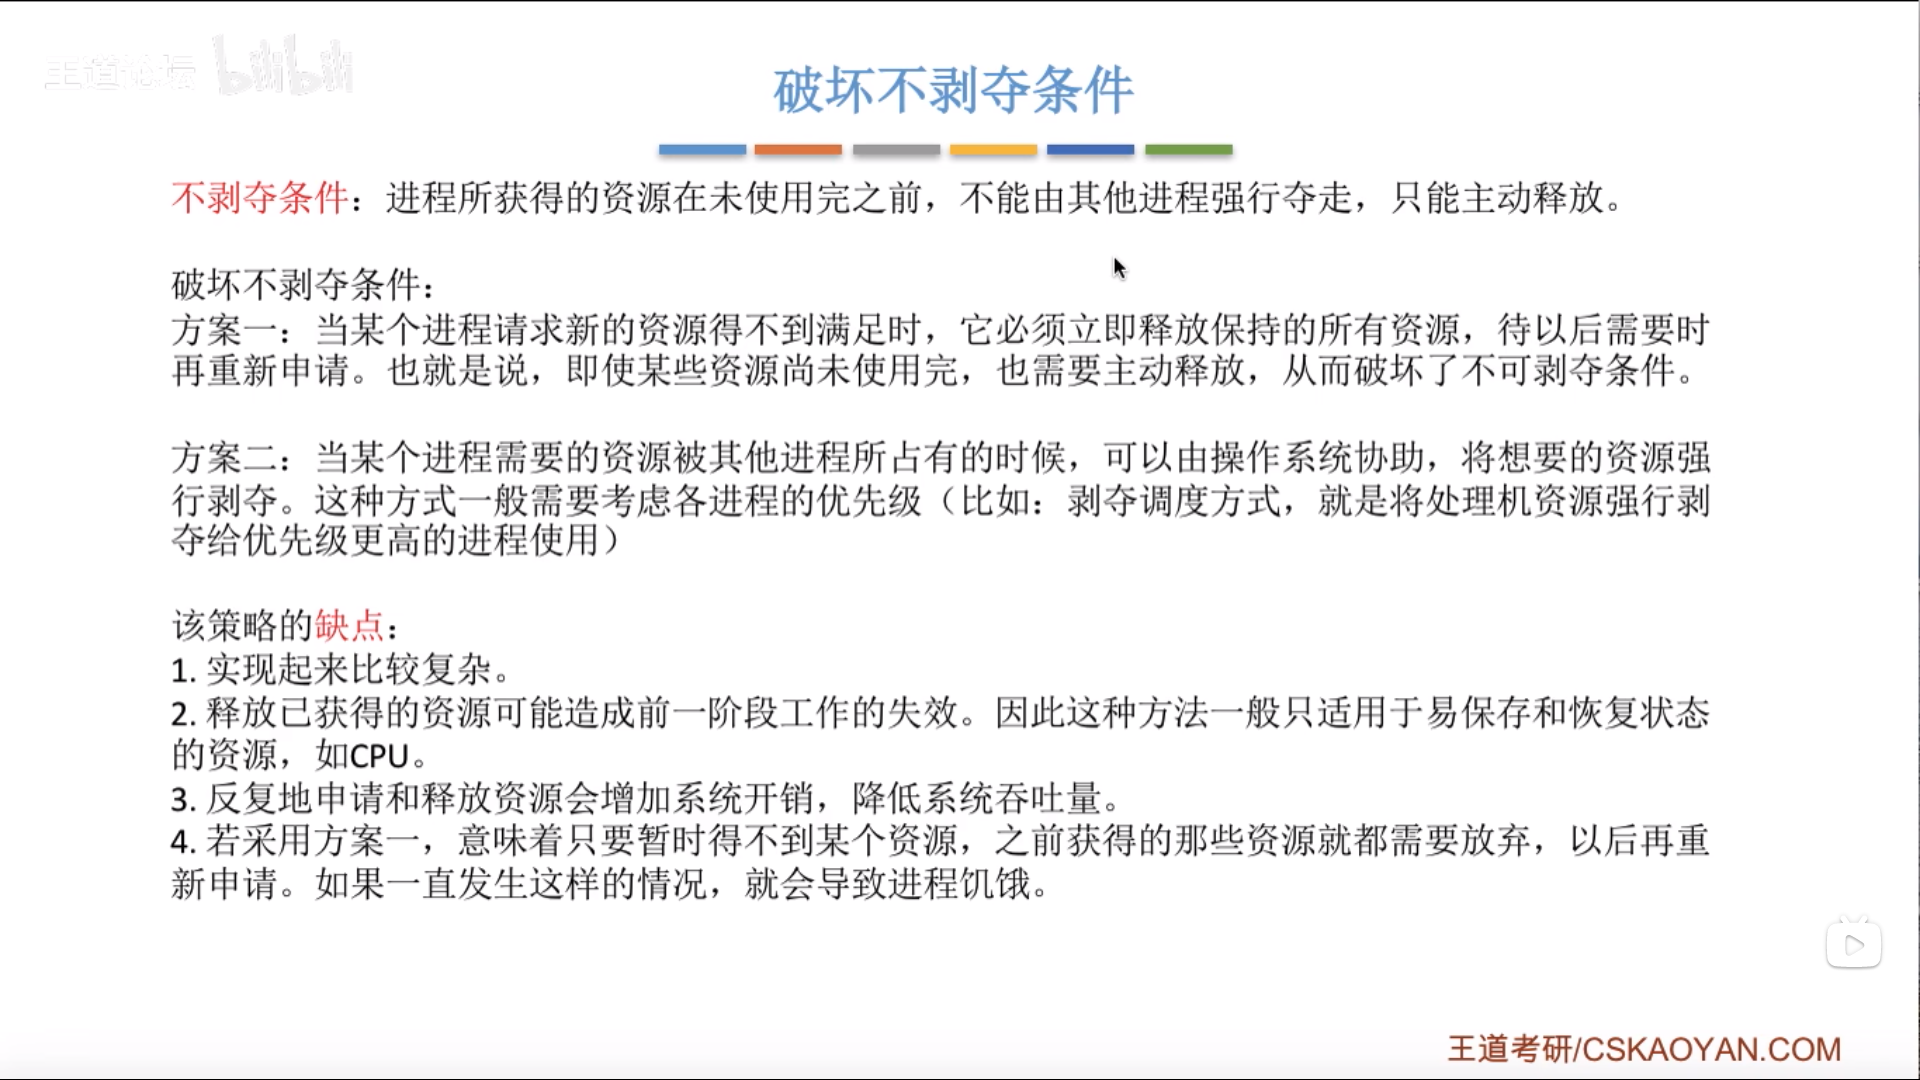 王道论坛 bilibili
破坏不剥夺条件
不剥夺条件：进程所获得的资源在未使用完之前，不能由其他进程强行夺走，只能主动释放。
破坏不剥夺条件：
方案一：当某个进程请求新的资源得不到满足时，它必须立即释放保持的所有资源，待以后需要时
再重新申请。也就是说，即使某些资源尚未使用完，也需要主动释放，从而破坏了不可剥夺条件。
方案二：当某个进程需要的资源被其他进程所占有的时候，可以由操作系统协助，将想要的资源强
行剥夺。这种方式一般需要考虑各进程的优先级（比如：剥夺调度方式，就是将处理机资源强行剥
夺给优先级更高的进程使用）
该策略的缺点：
1. 实现起来比较复杂。
2. 释放已获得的资源可能造成前一阶段工作的失效。因此这种方法一般只适用于易保存和恢复状态
的资源，如CPU。
3. 反复地申请和释放资源会增加系统开销，降低系统吞吐量。
4. 若采用方案一，意味着只要暂时得不到某个资源，之前获得的那些资源就都需要放弃，以后再重
新申请。如果一直发生这样的情况，就会导致进程饥饿。
王道考研/CSKAOYAN.COM